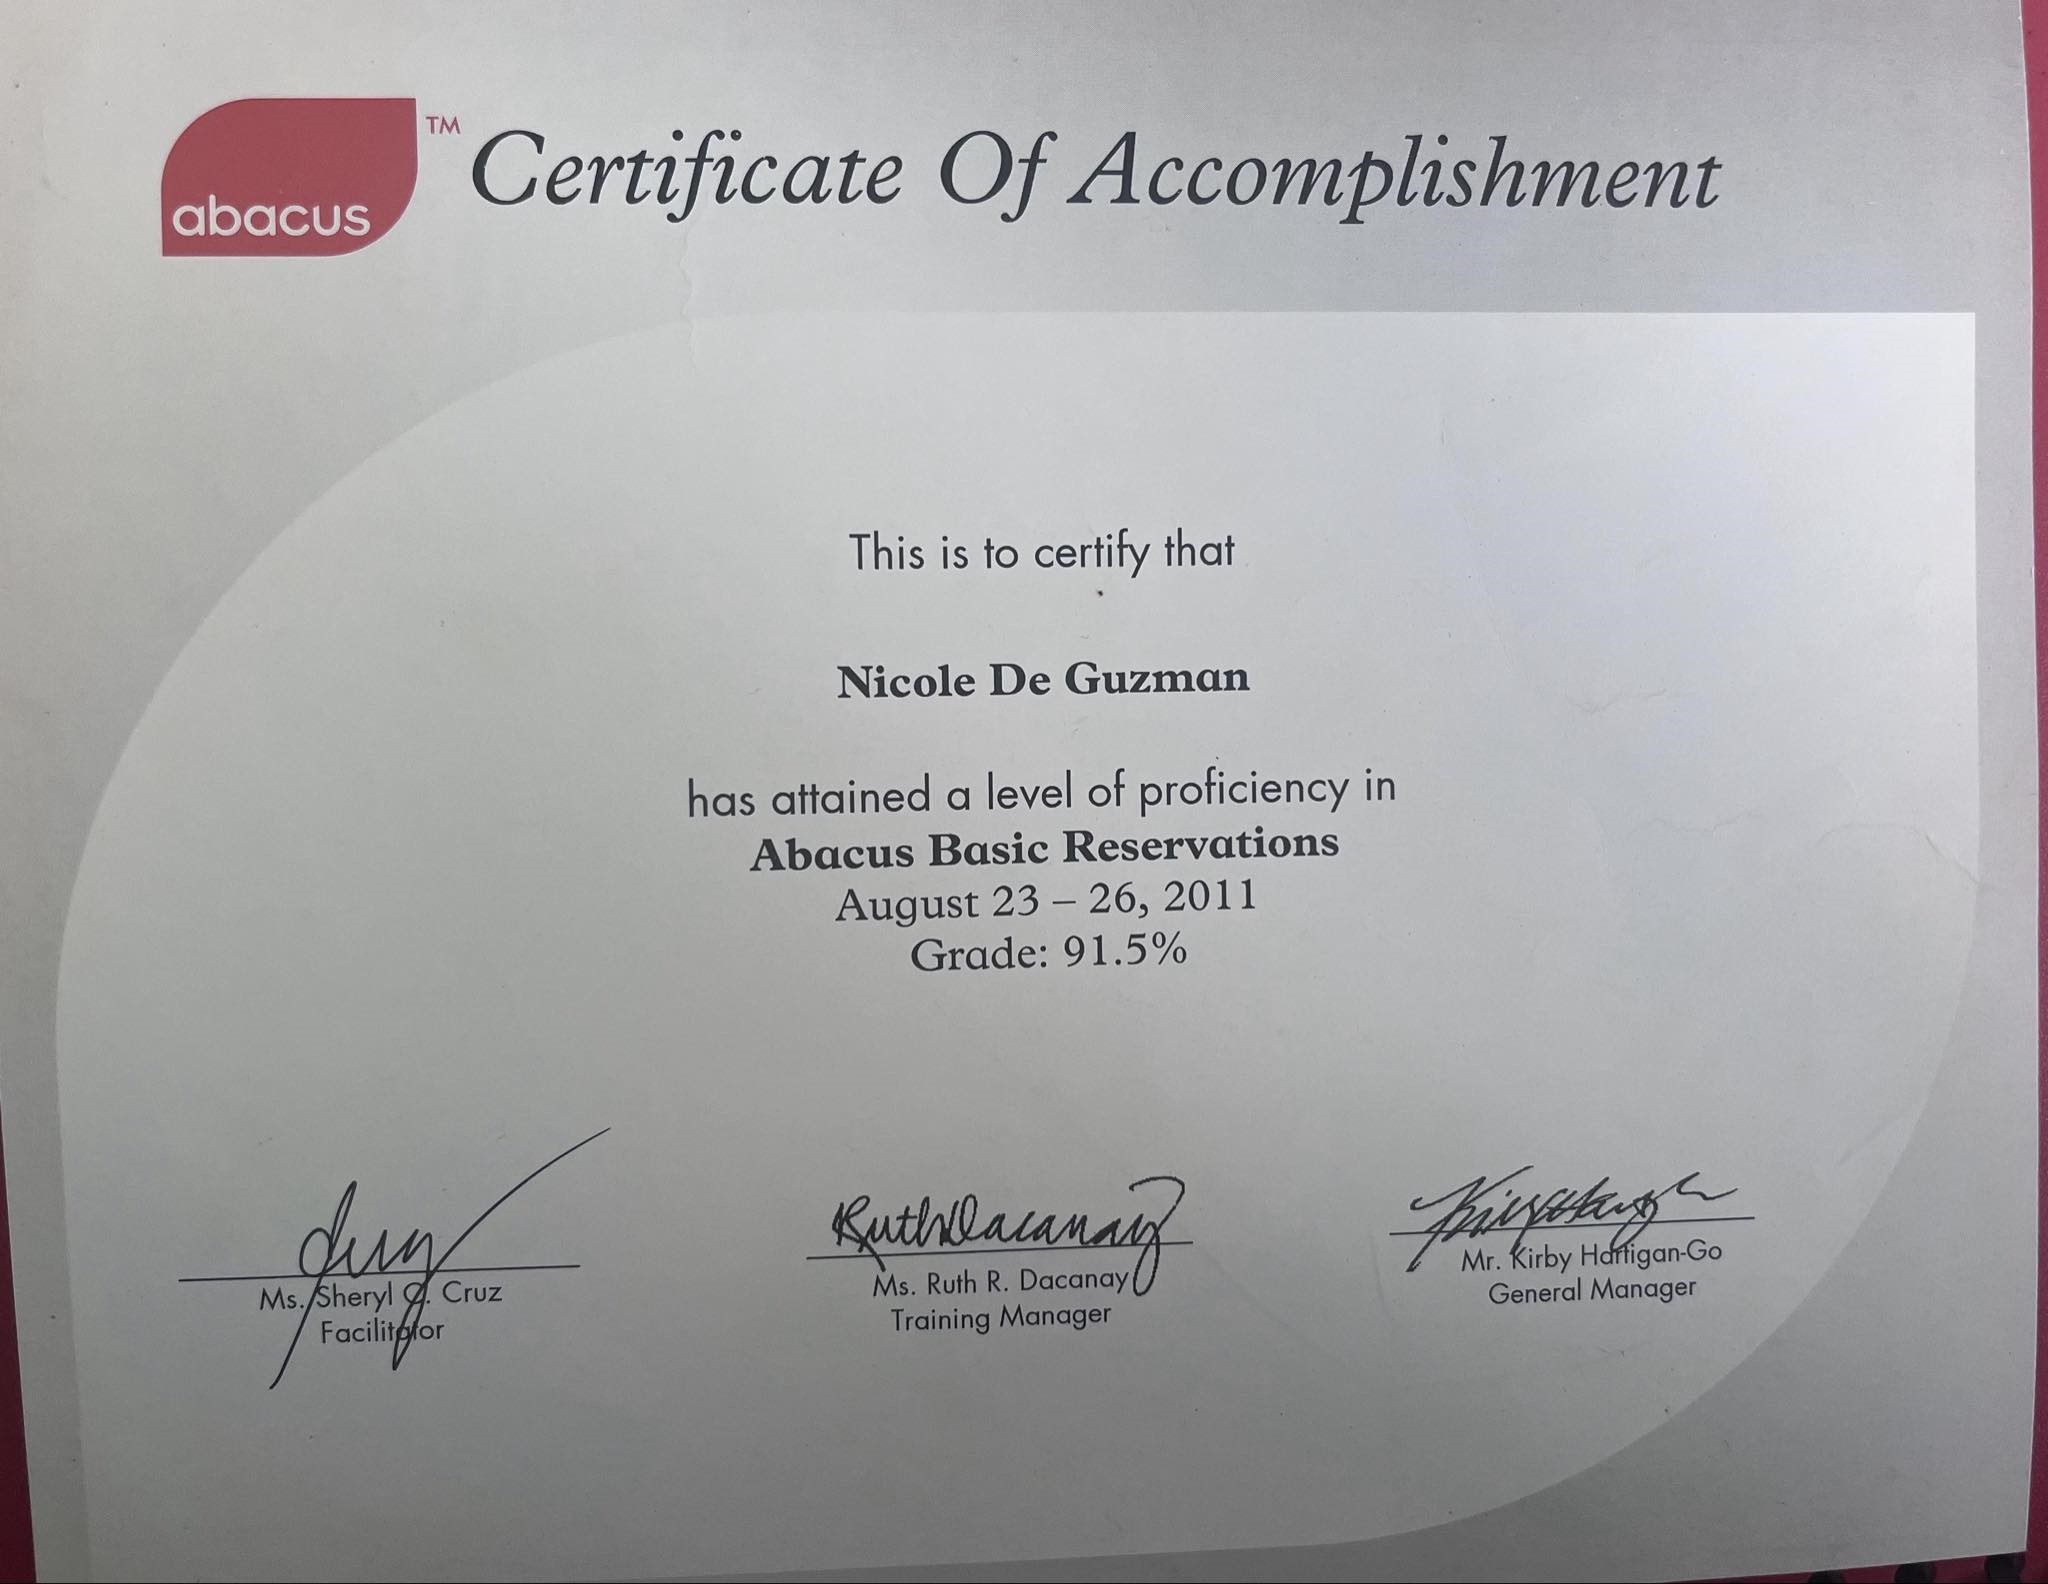 abacus
TM
Certificate Of Accomplishment
This is to certify that
Nicole De Guzman
has attained a level of proficiency in
Abacus Basic Reservations
August 23 – 26, 2011
Grade: 91.5%
Ruth Dacanay
Ms. Sheryl Cruz
Facilitator
Ms. Ruth R. Dacanay
Training Manager
Mr. Kirby Hartigan-Go
General Manager